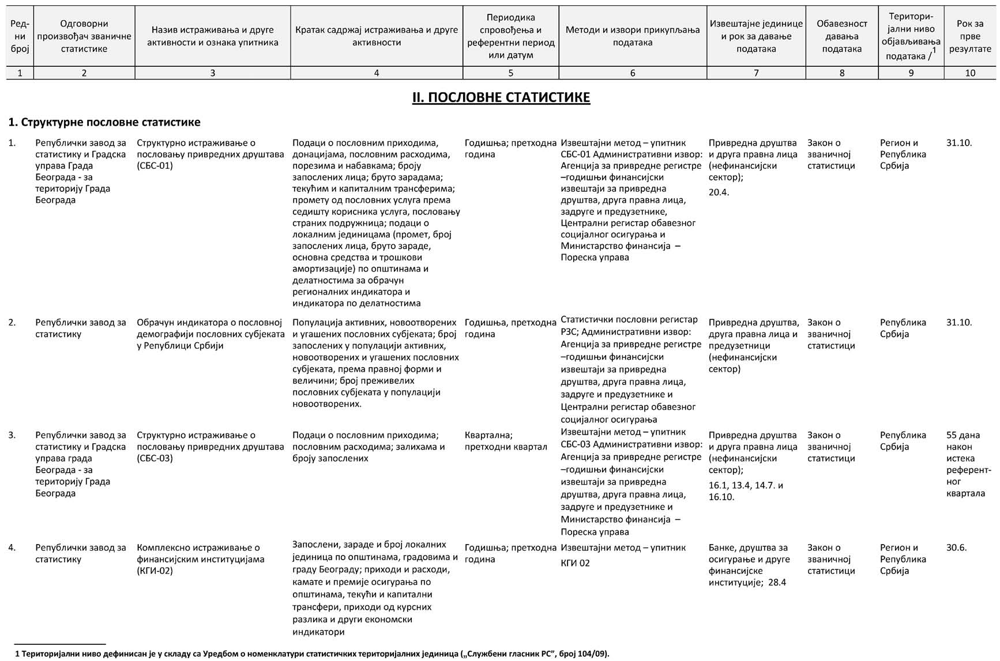 Ред-
ни
број
Одговорни
произвођач званичне
статистике
Назив истраживања и друге
активности и ознака упитника
Кратак садржај истраживања и друге
активности
Периодика
спровођења и
референтни период
или датум
Методи и извори прикупљања
података
Извештајне јединице
и рок за давање
података
Обавезност
давања
података
Територи-
јални ниво
објављивања
података /1
Рок за
прве
резултате
1 2 3 4 5 6 7 8 9 10
II. ПОСЛОВНЕ СТАТИСТИКЕ
1. Структурне пословне статистике
1.
Републички завод за
статистику и Градска
управа Града
Београда - за
територију Града
Београда
Структурно истраживање о
пословању привредних друштава
(СБС-01)
Подаци о пословним приходима,
донацијама, пословним расходима,
порезима и набавкама; броју
запослених лица; бруто зарадама;
текућим и капиталним трансферима;
промету од пословних услуга према
седишту корисника услуга, пословању
страних подружница; подаци о
локалним јединицама (промет, број
запослених лица, бруто зараде,
основна средства и трошкови
амортизације) по општинама и
делатностима за обрачун
регионалних индикатора и
индикатора по делатностима
Годишња; претходна
година
Извештајни метод – упитник
СБС-01 Административни извор:
Агенција за привредне регистре
–годишњи финансијски
извештаји за привредна
друштва, друга правна лица,
задруге и предузетнике,
Централни регистар обавезног
социјалног осигурања и
Министарство финансија –
Пореска управа
Привредна друштва
и друга правна лица
(нефинансијски
сектор);
20.4.
Закон о
званичној
статистици
Регион и
Република
Србија
31.10.
2.
Републички завод за
статистику
Обрачун индикатора о пословној
демографији пословних субјеката
у Републици Србији
Популација активних, новоотворених
и угашених пословних субјеката; број
запослених у популацији активних,
новоотворених и угашених пословних
субјеката, према правној форми и
величини; број преживелих
пословних субјеката у популацији
новоотворених.
Годишња, претходна
година
Статистички пословни регистар
РЗС; Административни извор:
Агенција за привредне регистре
–годишњи финансијски
извештаји за привредна
друштва, друга правна лица,
задруге и предузетнике и
Централни регистар обавезног
социјалног осигурања
Привредна друштва,
друга правна лица и
предузетници
(нефинансијски
сектор)
Закон о
званичној
статистици
Република
Србија
31.10.
3.
Републички завод за
статистику и Градска
управа града
Београда - за
територију Града
Београда
Структурно истраживање о
пословању привредних друштава
(СБС-03)
Подаци о пословним приходима;
пословним расходима; залихама и
броју запослених
Квартална;
претходни квартал
Извештајни метод – упитник
СБС-03 Административни извор:
Агенција за привредне регистре
–годишњи финансијски
извештаји за привредна
друштва, друга правна лица,
задруге и предузетнике и
Министарство финансија –
Пореска управа
Привредна друштва
и друга правна лица
(нефинансијски
сектор);
16.1, 13.4, 14.7. и
16.10.
Закон о
званичној
статистици
Република
Србија
55 дана
након
истека
референт-
ног
квартала
4.
Републички завод за
статистику
Комплексно истраживање о
финансијским институцијама
(КГИ-02)
Запослени, зараде и број локалних
јединица по општинама, градовима и
граду Београду; приходи и расходи,
камате и премије осигурања по
општинама, текући и капитални
трансфери, приходи од курсних
разлика и други економски
индикатори
Годишња; претходна
година
Извештајни метод – упитник
КГИ 02
Банке, друштва за
осигурање и друге
финансијске
институције; 28.4
Закон о
званичној
статистици
Регион и
Република
Србија
30.6.
1 Територијални ниво дефинисан је у складу са Уредбом о номенклатури статистичких територијалних јединица („Службени гласник РС”, број 104/09).